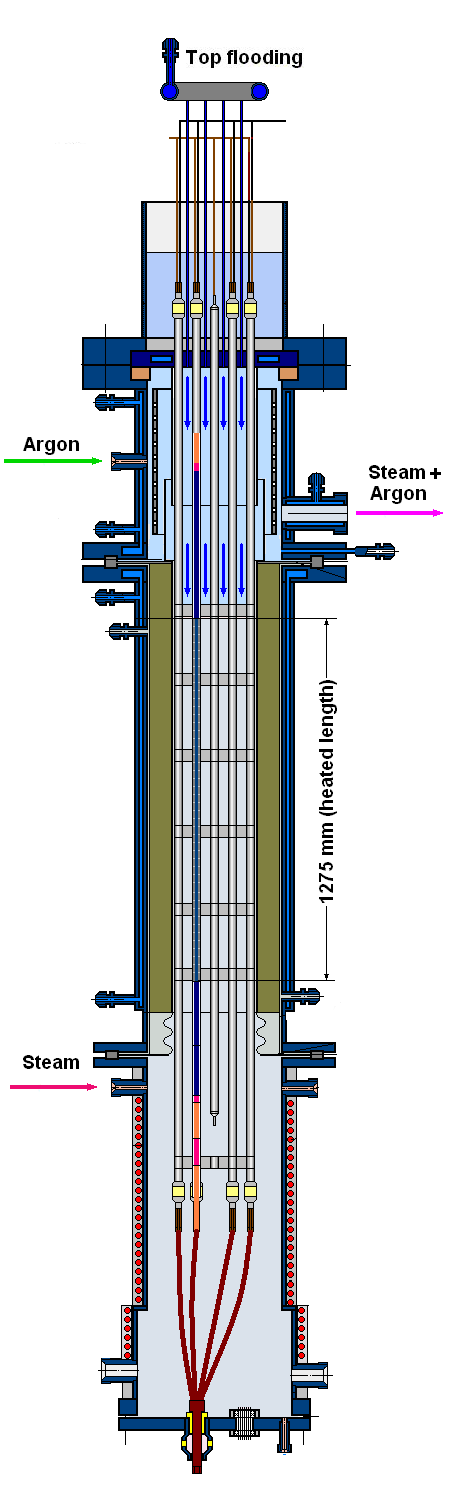 Top flooding
Argon
Steam +
Argon
1275 mm (heated length)
Steam